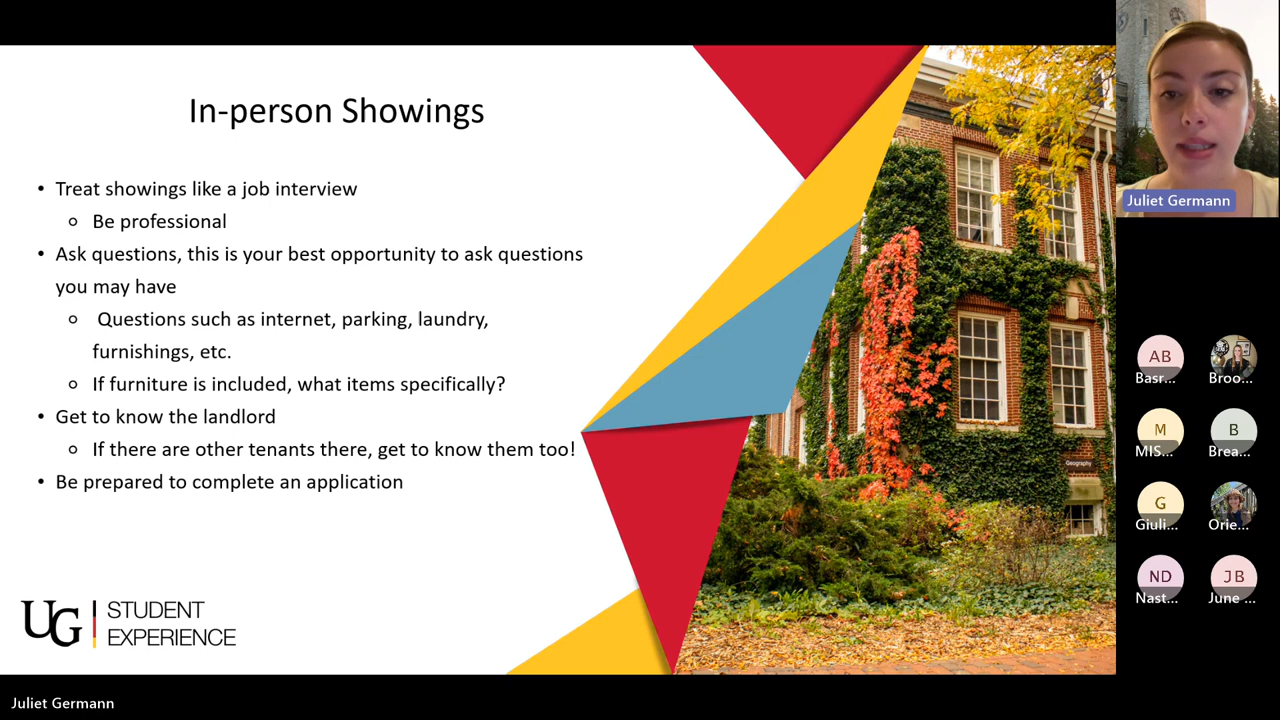 In-person Showings
• Treat showings like a job interview
o Be professional
• Ask questions, this is your best opportunity to ask questions
you may have
o Questions such as internet, parking, laundry,
furnishings, etc.
o If furniture is included, what items specifically?
• Get to know the landlord
o If there are other tenants there, get to know them too!
• Be prepared to complete an application
UG STUDENT
EXPERIENCE
Geography
Juliet Germann
AB
Basr...
Broo...
M
MIS...
B
Brea...
G
Giuli...
Orie...
ND
Nast...
JB
June ...
Juliet Germann